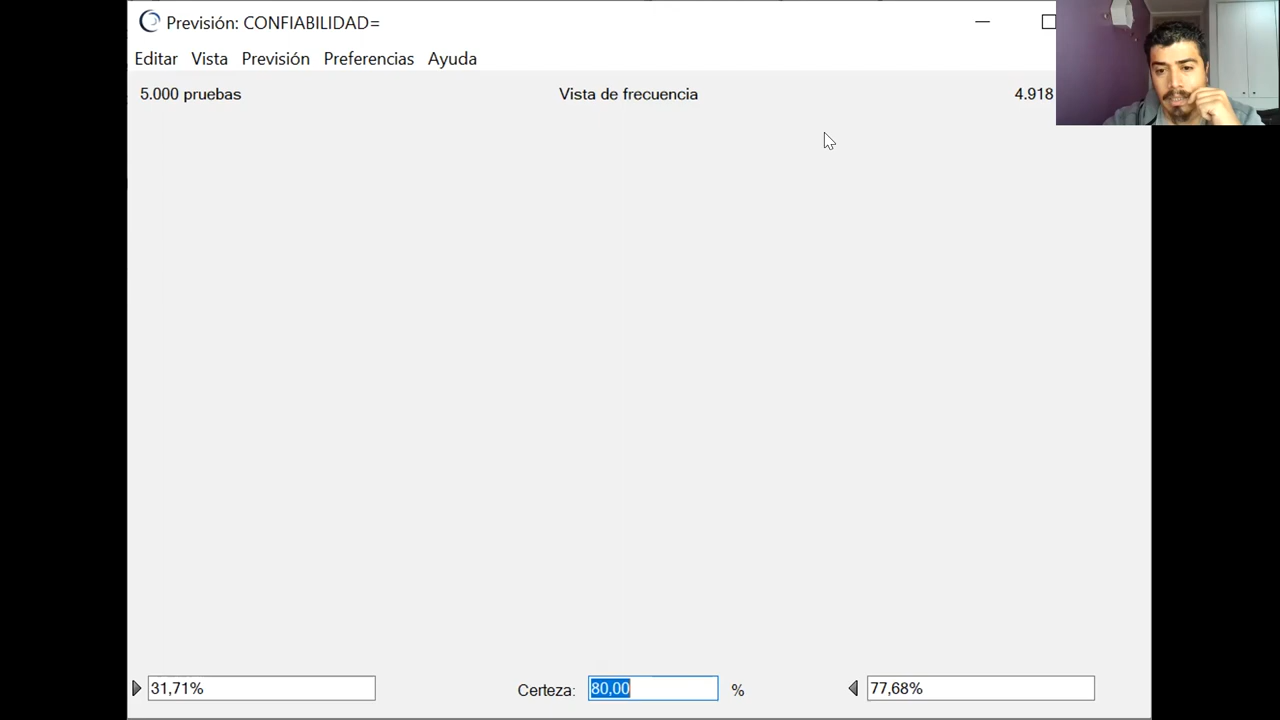 Previsión: CONFIABILIDAD=
Editar Vista Previsión Preferencias Ayuda
5.000 pruebas Vista de frecuencia 4.918
31,71% Certeza: 80,00 % 77,68%